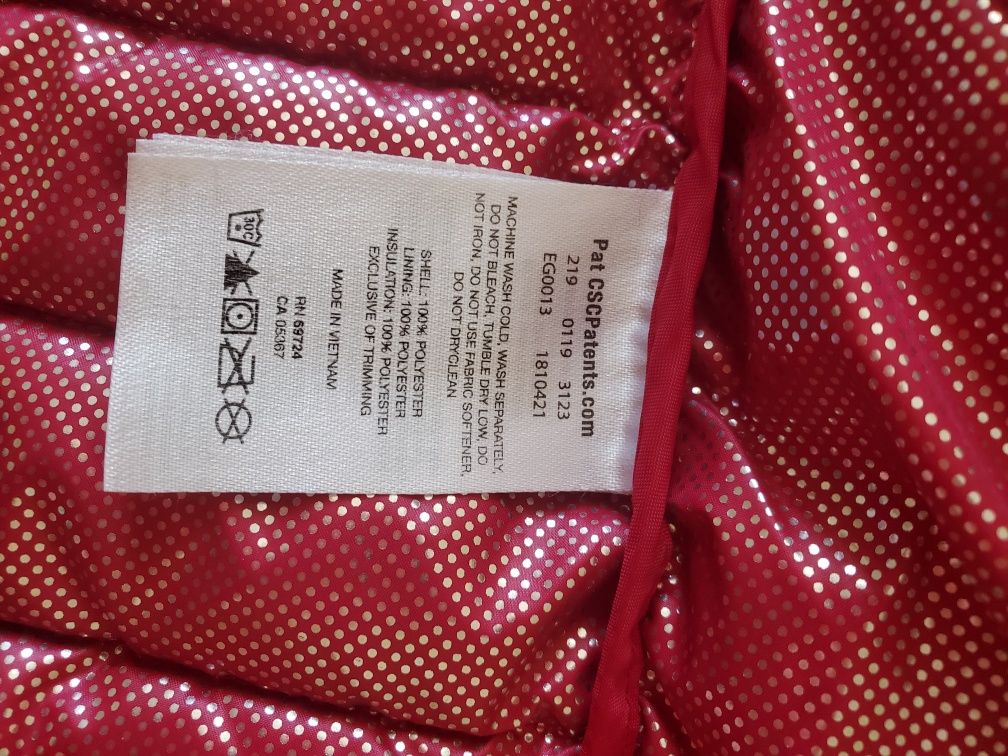 Pat CSCPatents.com
219 0119 3123
EG0013 1810421
MACHINE WASH COLD, WASH SEPARATELY,
DO NOT BLEACH, TUMBLE DRY LOW, DO
NOT IRON, DO NOT USE FABRIC SOFTENER,
DO NOT DRYCLEAN
SHELL: 100% POLYESTER
LINING: 100% POLYESTER
INSULATION: 100% POLYESTER
EXCLUSIVE OF TRIMMING
MADE IN VIETNAM
RN 69724
CA 05367
30C